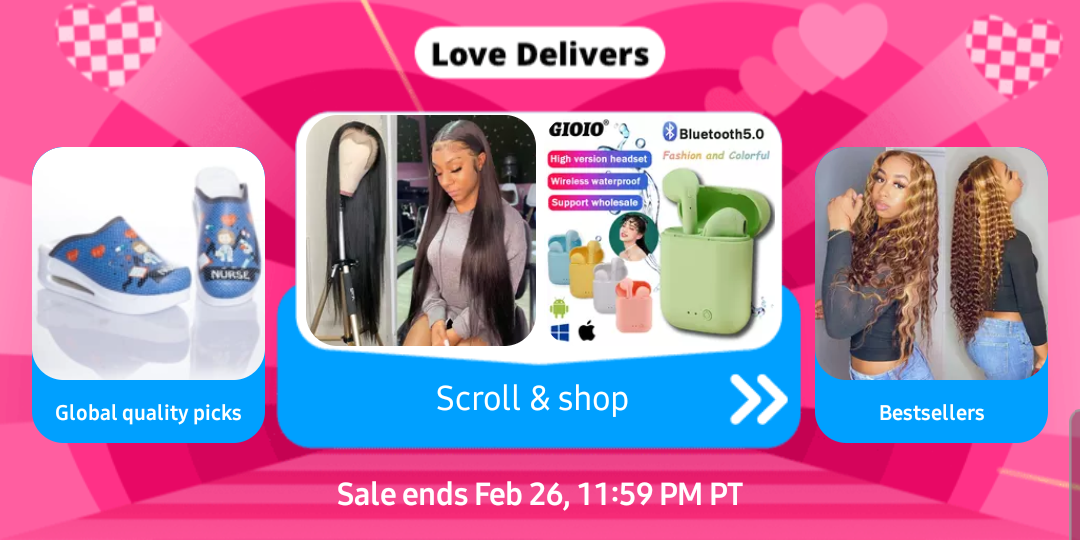 Love Delivers
GIOIO®
Bluetooth5.0
High version headset
Fashion and Colorful
Wireless waterproof
Support wholesale
NURSE
Global quality picks
Scroll & shop
Bestsellers
Sale ends Feb 26, 11:59 PM PT